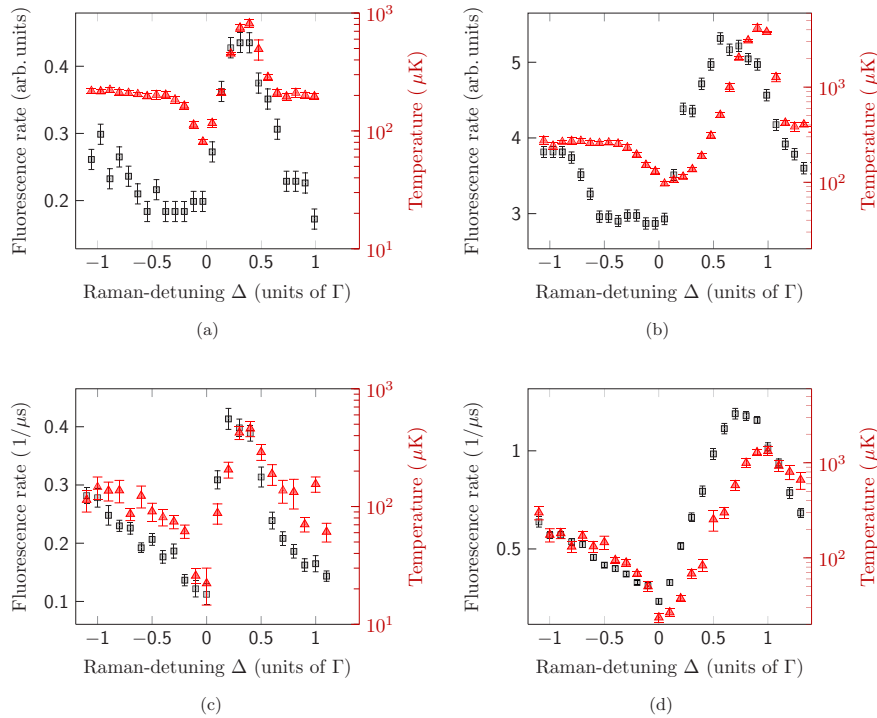 Fluorescence rate (arb. units)
0.2
0.3
0.4
−1
−0.5
0
0.5
1
10¹
10²
10³
Temperature (μK)
Raman-detuning Δ (units of Γ)
(a)
Fluorescence rate (arb. units)
3
4
5
−1
−0.5
0
0.5
1
10²
10³
Temperature (μK)
Raman-detuning Δ (units of Γ)
(b)
Fluorescence rate (1/μs)
0.1
0.2
0.3
0.4
−1
−0.5
0
0.5
1
10¹
10²
10³
Temperature (μK)
Raman-detuning Δ (units of Γ)
(c)
Fluorescence rate (1/μs)
0.5
1
−1
−0.5
0
0.5
1
10²
10³
Temperature (μK)
Raman-detuning Δ (units of Γ)
(d)